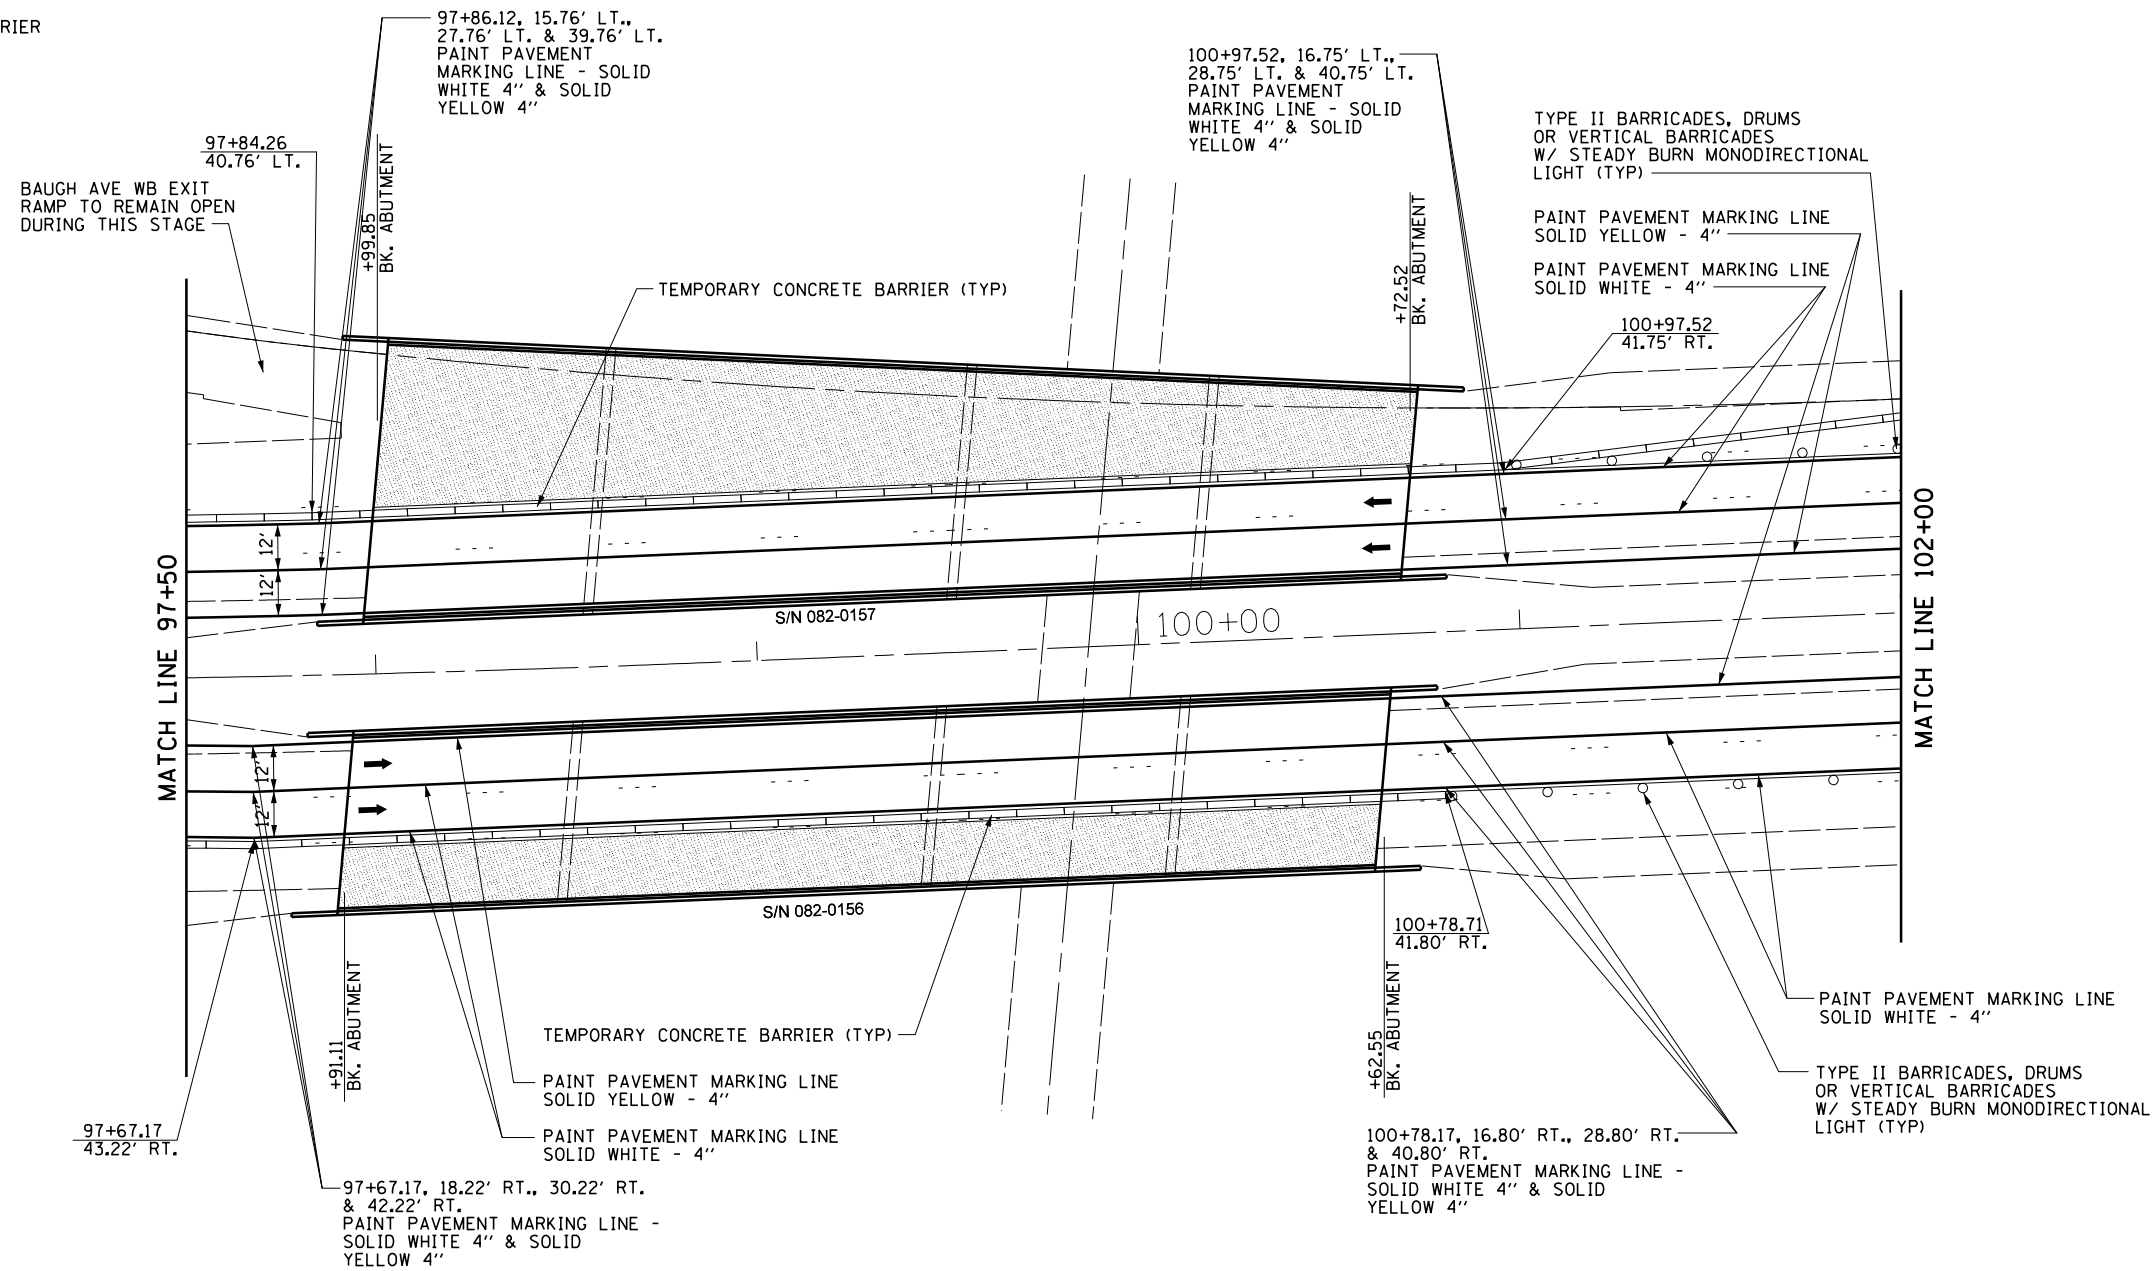 RIER
97+86.12, 15.76' LT.,
27.76' LT. & 39.76' LT.
PAINT PAVEMENT
MARKING LINE - SOLID
WHITE 4'' & SOLID
YELLOW 4''
100+97.52, 16.75' LT.,
28.75' LT. & 40.75' LT.
PAINT PAVEMENT
MARKING LINE - SOLID
WHITE 4'' & SOLID
YELLOW 4''
TYPE II BARRICADES, DRUMS
OR VERTICAL BARRICADES
W/ STEADY BURN MONODIRECTIONAL
LIGHT (TYP)
97+84.26
40.76' LT.
BAUGH AVE WB EXIT
RAMP TO REMAIN OPEN
DURING THIS STAGE
+99.85
BK. ABUTMENT
+72.52
BK. ABUTMENT
PAINT PAVEMENT MARKING LINE
SOLID YELLOW - 4''
PAINT PAVEMENT MARKING LINE
SOLID WHITE - 4''
TEMPORARY CONCRETE BARRIER (TYP)
100+97.52
41.75' RT.
12'
12'
S/N 082-0157
100+00
MATCH LINE 97+50
MATCH LINE 102+00
12'
12'
S/N 082-0156
100+78.71
41.80' RT.
+91.11
BK. ABUTMENT
+62.55
BK. ABUTMENT
TEMPORARY CONCRETE BARRIER (TYP)
PAINT PAVEMENT MARKING LINE
SOLID WHITE - 4''
PAINT PAVEMENT MARKING LINE
SOLID YELLOW - 4''
TYPE II BARRICADES, DRUMS
OR VERTICAL BARRICADES
W/ STEADY BURN MONODIRECTIONAL
LIGHT (TYP)
97+67.17
43.22' RT.
PAINT PAVEMENT MARKING LINE
SOLID WHITE - 4''
100+78.17, 16.80' RT., 28.80' RT.
& 40.80' RT.
PAINT PAVEMENT MARKING LINE -
SOLID WHITE 4'' & SOLID
YELLOW 4''
97+67.17, 18.22' RT., 30.22' RT.
& 42.22' RT.
PAINT PAVEMENT MARKING LINE -
SOLID WHITE 4'' & SOLID
YELLOW 4''